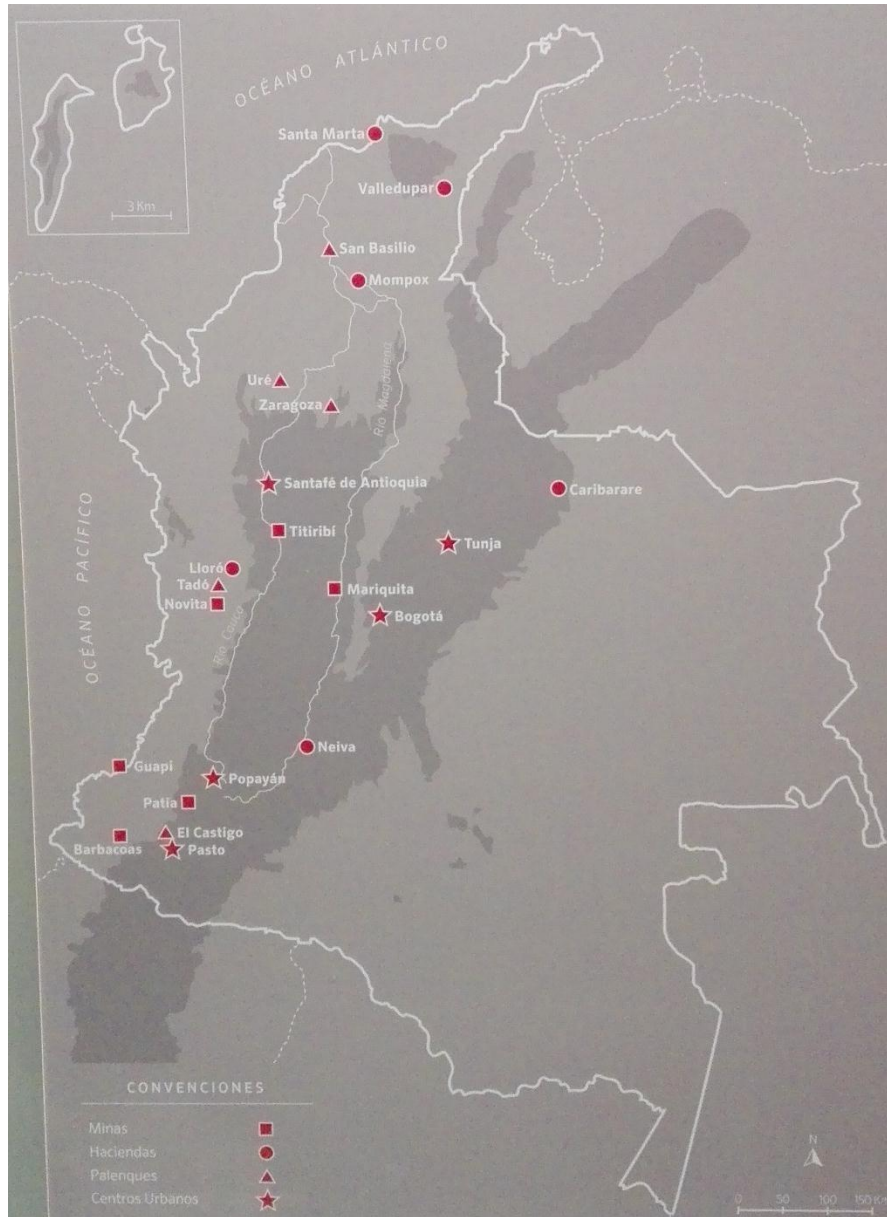 OCÉANO ATLÁNTICO
3 Km
Santa Marta
Valledupar
San Basilio
Mompox
Río Magdalena
Uré
Zaragoza
Santafé de Antioquia
Caribarare
OCÉANO PACÍFICO
Titiribí
Tunja
Lloró
Tadó
Novita
Mariquita
Bogotá
Río Cauca
Neiva
Guapi
Popayán
Patía
El Castigo
Barbacoas
Pasto
CONVENCIONES
Minas
Haciendas
Palenques
Centros Urbanos
N
0 50 100 150 Km